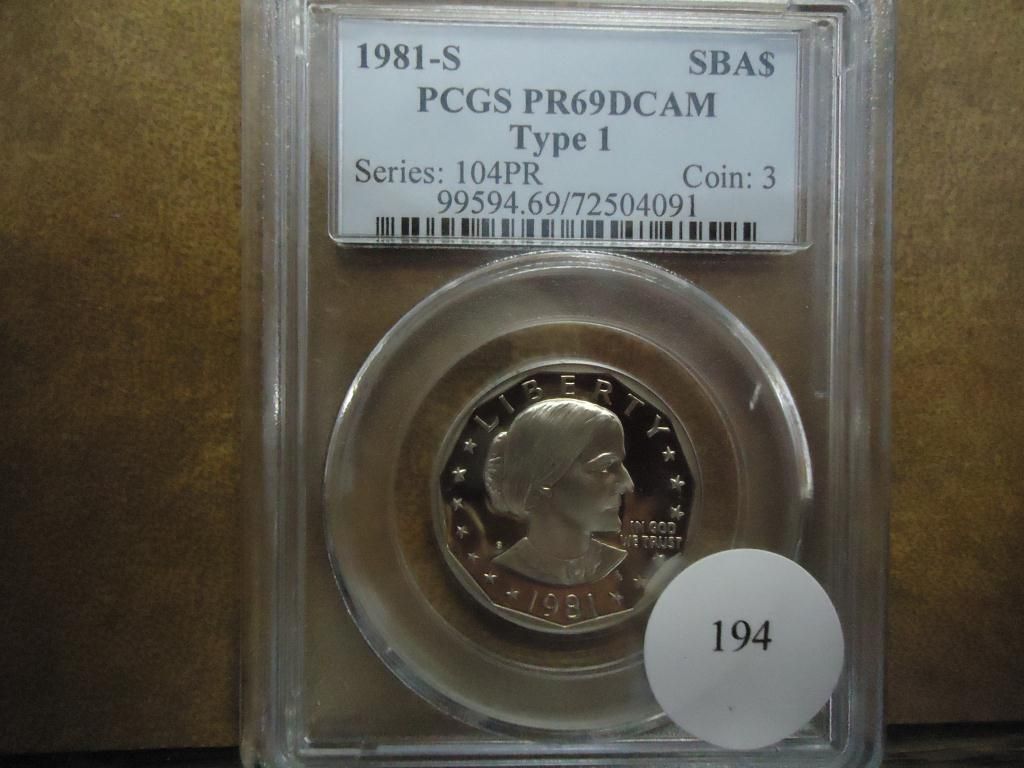 1981-S SBA$
PCGS PR69DCAM
Type 1
Series: 104PR Coin: 3
99594.69/72504091
LIBERTY
IN GOD
WE TRUST
S
1981
194